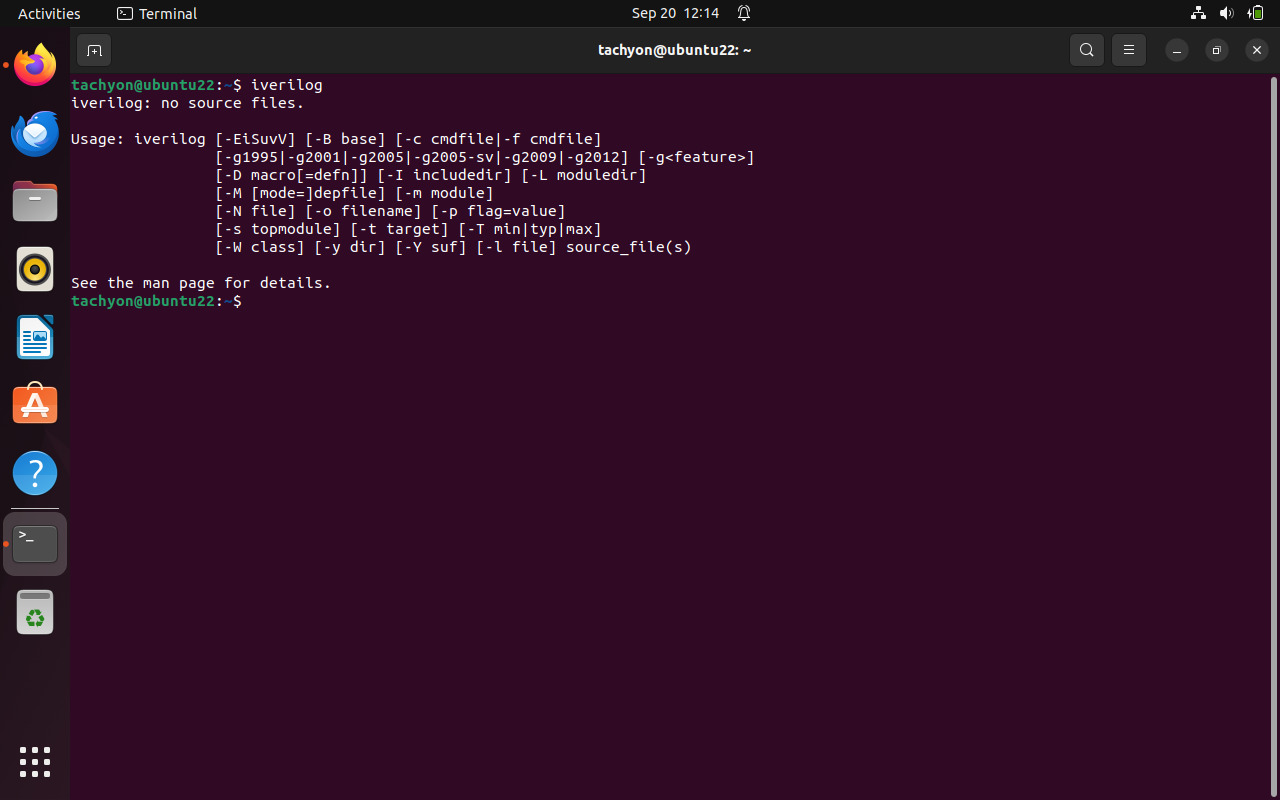 Activities Terminal Sep 20 12:14
tachyon@ubuntu22: ~
tachyon@ubuntu22:~$ iverilog
iverilog: no source files.
Usage: iverilog [-EiSuvV] [-B base] [-c cmdfile|-f cmdfile]
[-g1995|-g2001|-g2005|-g2005-sv|-g2009|-g2012] [-g<feature>]
[-D macro[=defn]] [-I includedir] [-L moduledir]
[-M [mode=]depfile] [-m module]
[-N file] [-o filename] [-p flag=value]
[-s topmodule] [-t target] [-T min|typ|max]
[-W class] [-y dir] [-Y suf] [-l file] source_file(s)
See the man page for details.
tachyon@ubuntu22:~$